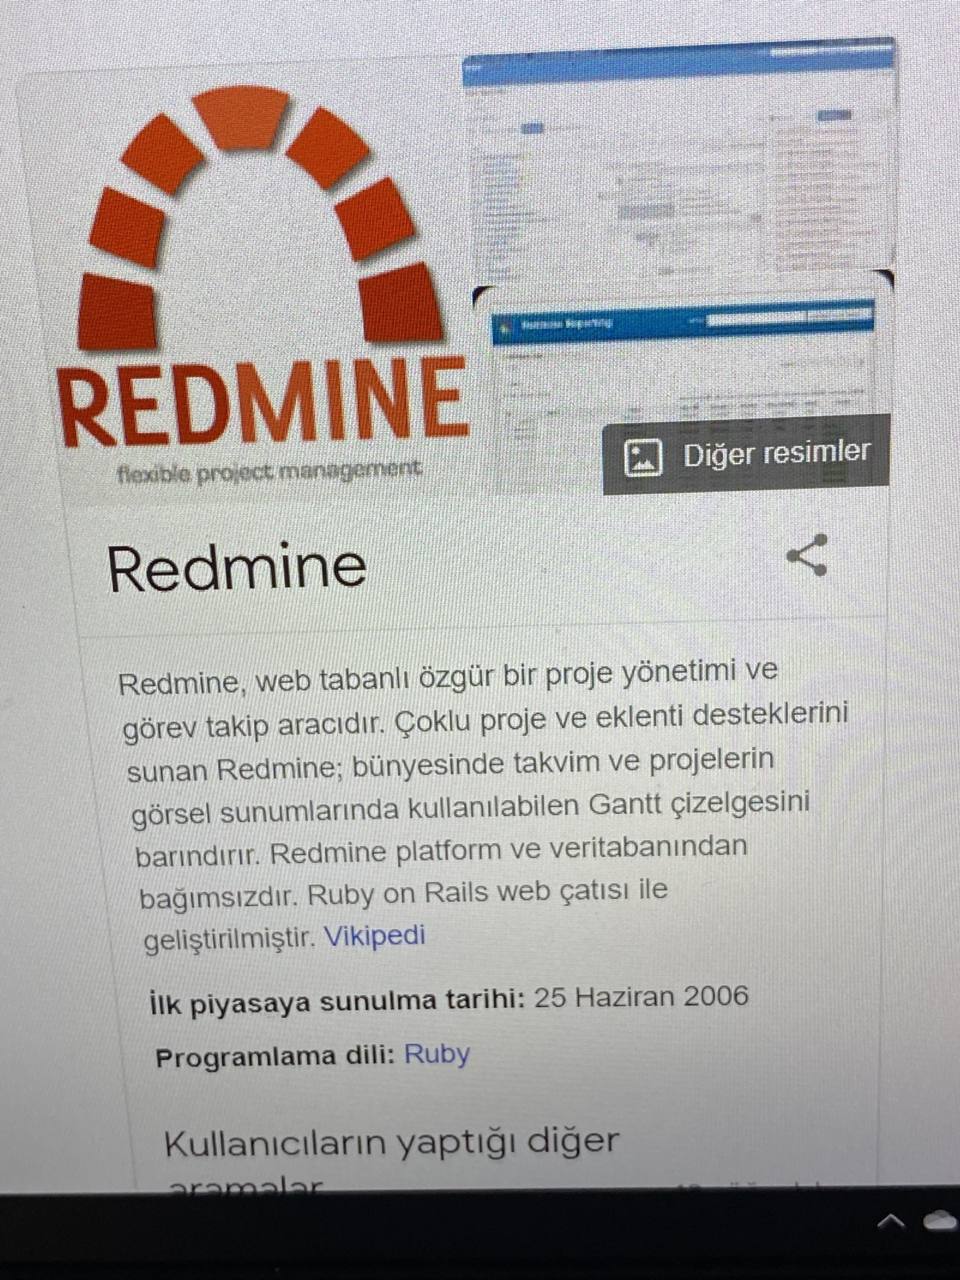 REDMINE
flexible project management
Diğer resimler
Redmine
Redmine, web tabanlı özgür bir proje yönetimi ve
görev takip aracıdır. Çoklu proje ve eklenti desteklerini
sunan Redmine; bünyesinde takvim ve projelerin
görsel sunumlarında kullanılabilen Gantt çizelgesini
barındırır. Redmine platform ve veritabanından
bağımsızdır. Ruby on Rails web çatısı ile
geliştirilmiştir. Vikipedi
İlk piyasaya sunulma tarihi: 25 Haziran 2006
Programlama dili: Ruby
Kullanıcıların yaptığı diğer
aramalar